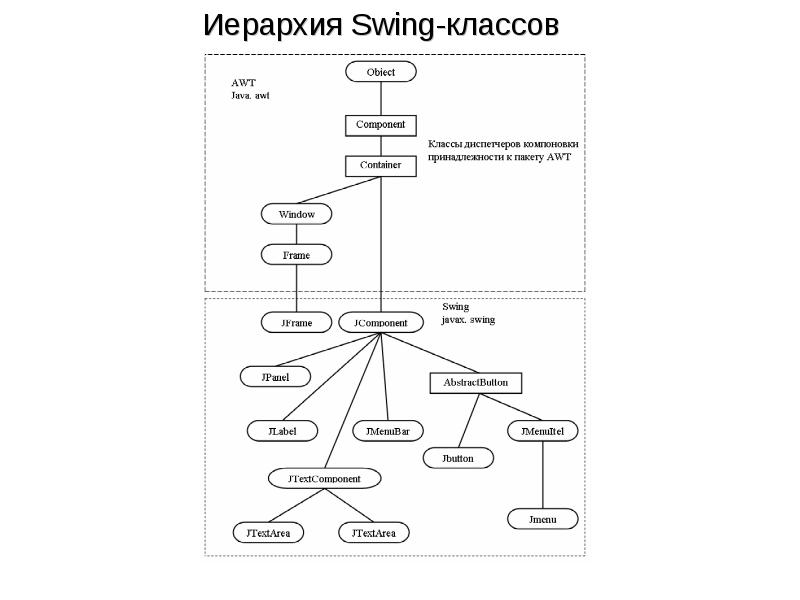 Иерархия Swing-классов
AWT
Java. awt
Object
Component
Классы диспетчеров компоновки
принадлежности к пакету AWT
Container
Window
Frame
Swing
javax. swing
JFrame
JComponent
JPanel
AbstractButton
JLabel
JMenuBar
JMenuItel
Jbutton
JTextComponent
Jmenu
JTextArea
JTextArea